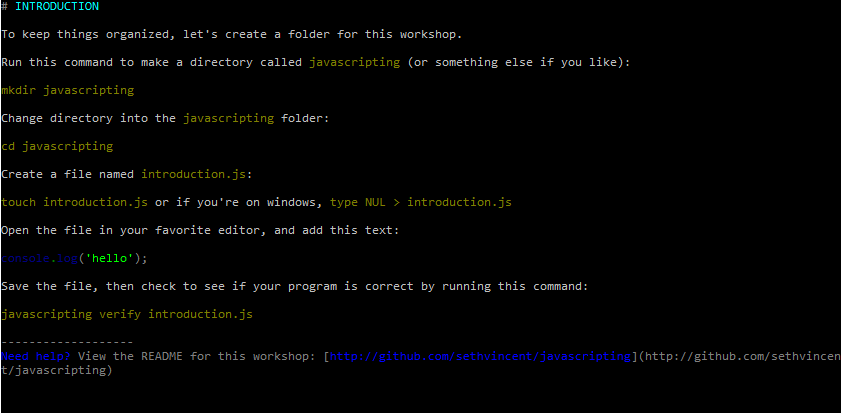 # INTRODUCTION
To keep things organized, let's create a folder for this workshop.
Run this command to make a directory called javascripting (or something else if you like):
mkdir javascripting
Change directory into the javascripting folder:
cd javascripting
Create a file named introduction.js:
touch introduction.js or if you're on windows, type NUL > introduction.js
Open the file in your favorite editor, and add this text:
console.log('hello');
Save the file, then check to see if your program is correct by running this command:
javascripting verify introduction.js
-------------------
Need help? View the README for this workshop: [http://github.com/sethvincent/javascripting](http://github.com/sethvincen
t/javascripting)